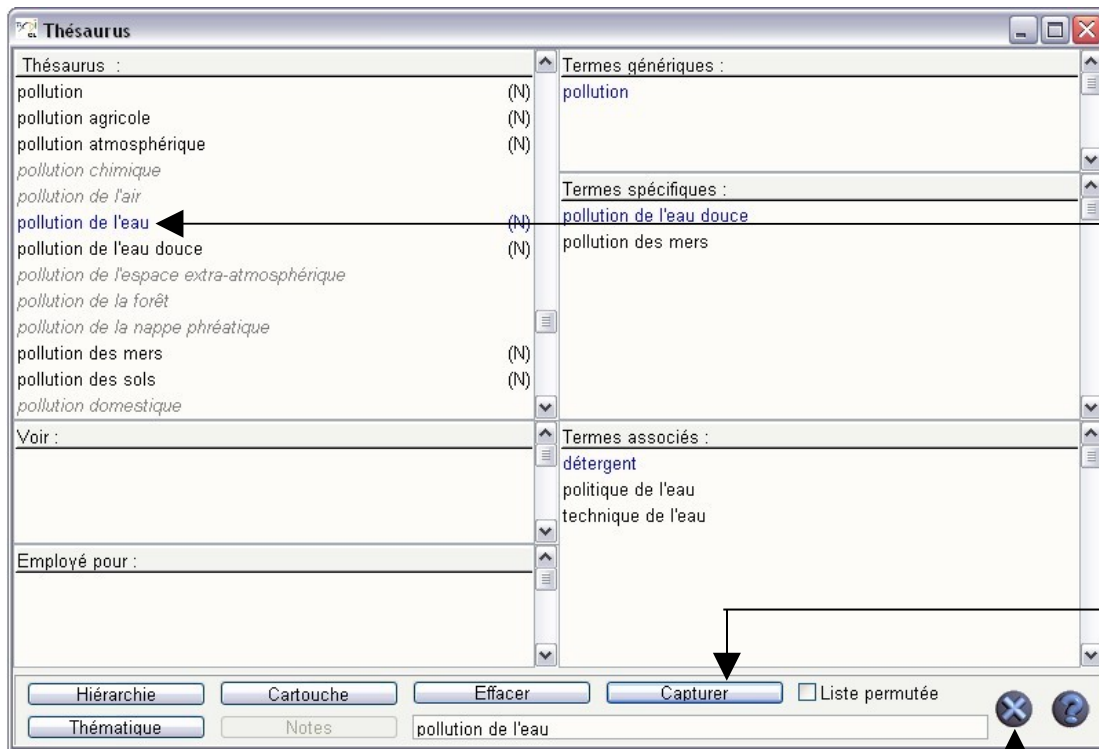 Thésaurus
Thésaurus :
pollution (N)
pollution agricole (N)
pollution atmosphérique (N)
pollution chimique
pollution de l'air
pollution de l'eau (N)
pollution de l'eau douce (N)
pollution de l'espace extra-atmosphérique
pollution de la forêt
pollution de la nappe phréatique
pollution des mers (N)
pollution des sols (N)
pollution domestique
Voir :
Employé pour :
Termes génériques :
pollution
Termes spécifiques :
pollution de l'eau douce
pollution des mers
Termes associés :
détergent
politique de l'eau
technique de l'eau
Hiérarchie Cartouche Effacer Capturer Liste permutée
Thématique Notes pollution de l'eau
?